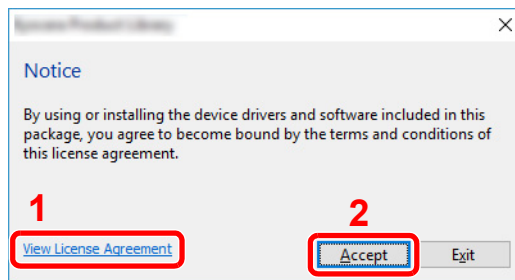 Notice
By using or installing the device drivers and software included in this
package, you agree to become bound by the terms and conditions of
this license agreement.
1
2
View License Agreement Accept Exit